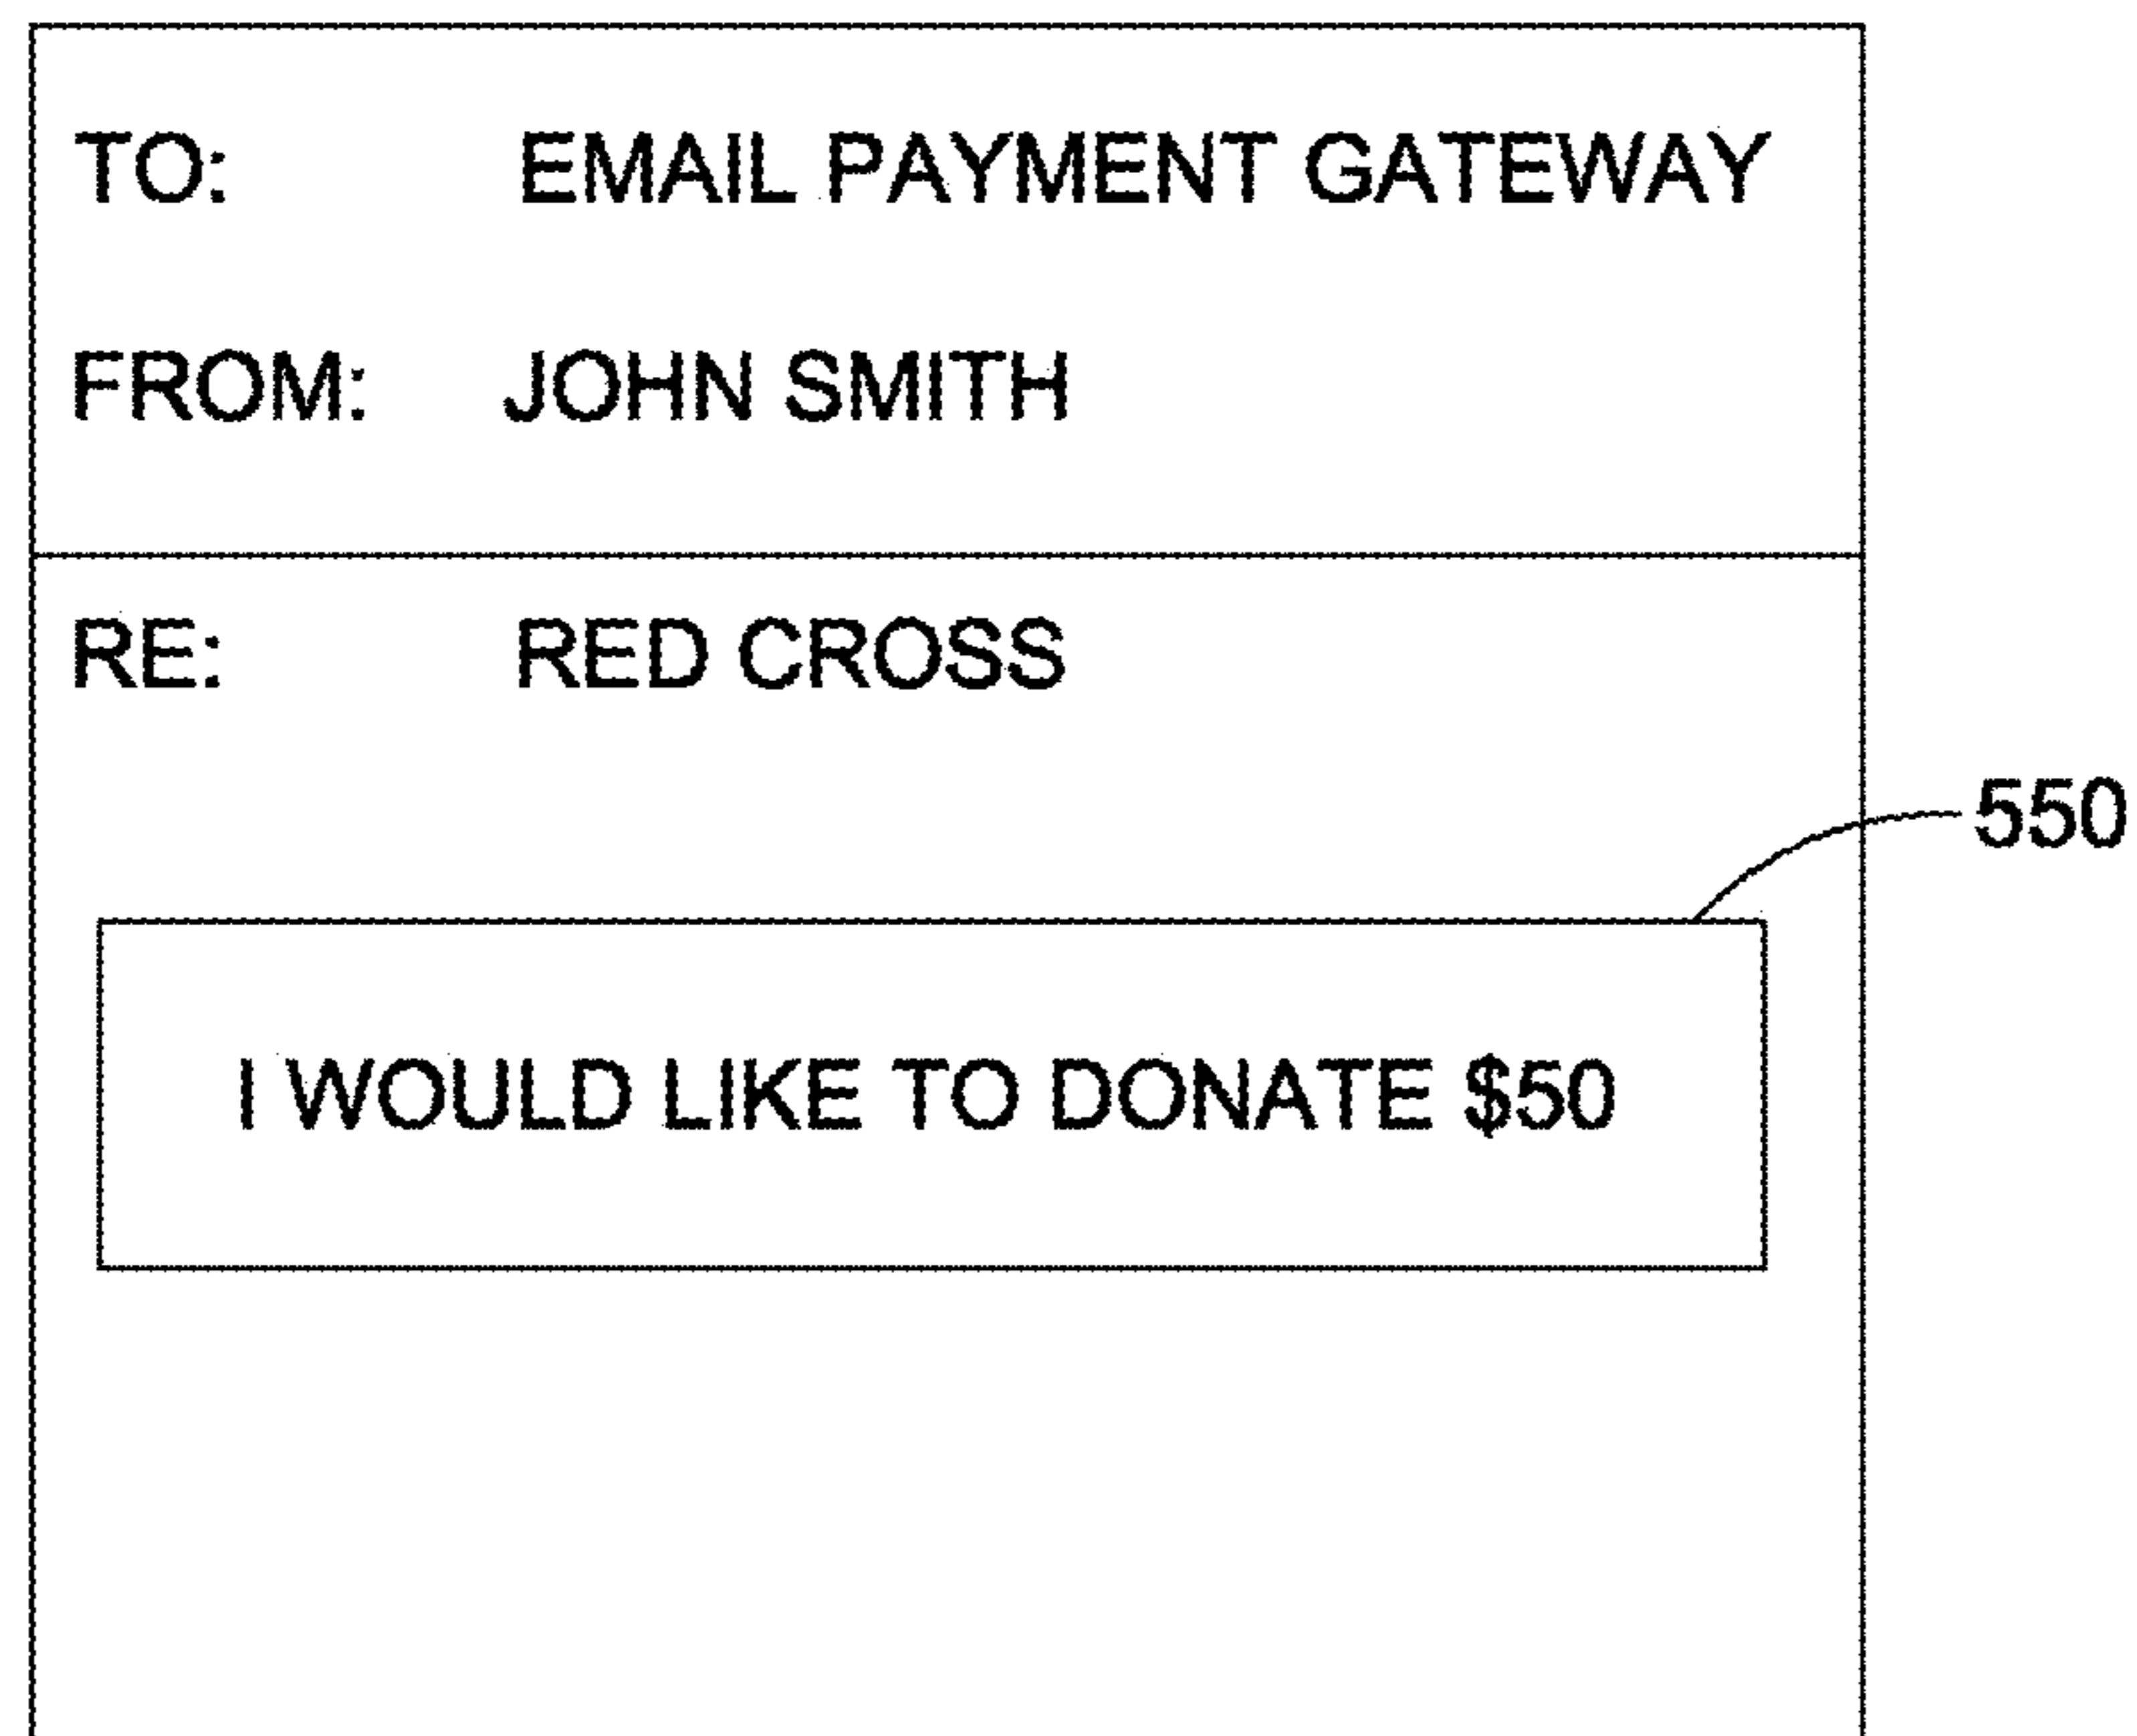 TO: EMAIL PAYMENT GATEWAY
FROM: JOHN SMITH
RE: RED CROSS
550
I WOULD LIKE TO DONATE $50